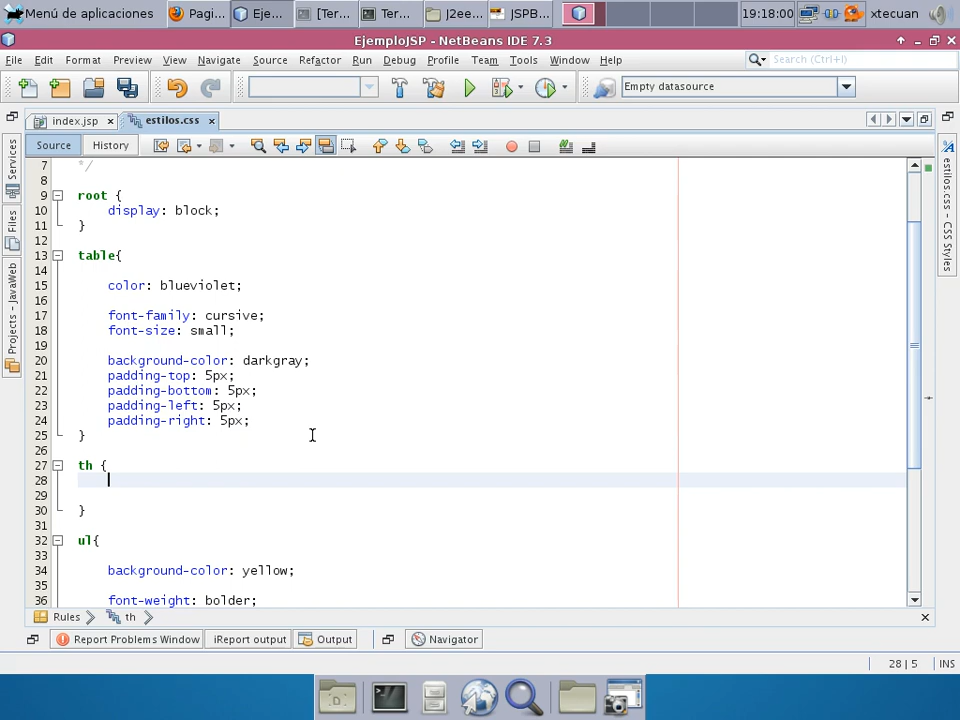 Menú de aplicaciones
Pagi...
Eje...
[Ter...
Ter...
J2ee...
JSPB...
19:18:00
xtecuan
EjemploJSP - NetBeans IDE 7.3
File Edit Format Preview View Navigate Source Refactor Run Debug Profile Team Tools Window Help
Search (Ctrl+I)
Empty datasource
index.jsp
estilos.css
Source History
Services
Files
Projects - JavaWeb
estilos.css - CSS Styles
7 */
8
9 root {
10 display: block;
11 }
12
13 table{
14
15 color: blueviolet;
16
17 font-family: cursive;
18 font-size: small;
19
20 background-color: darkgray;
21 padding-top: 5px;
22 padding-bottom: 5px;
23 padding-left: 5px;
24 padding-right: 5px;
25 }
26
27 th {
28
29
30 }
31
32 ul{
33
34 background-color: yellow;
35
36 font-weight: bolder;
Rules th
Report Problems Window
iReport output
Output
Navigator
28 | 5
INS